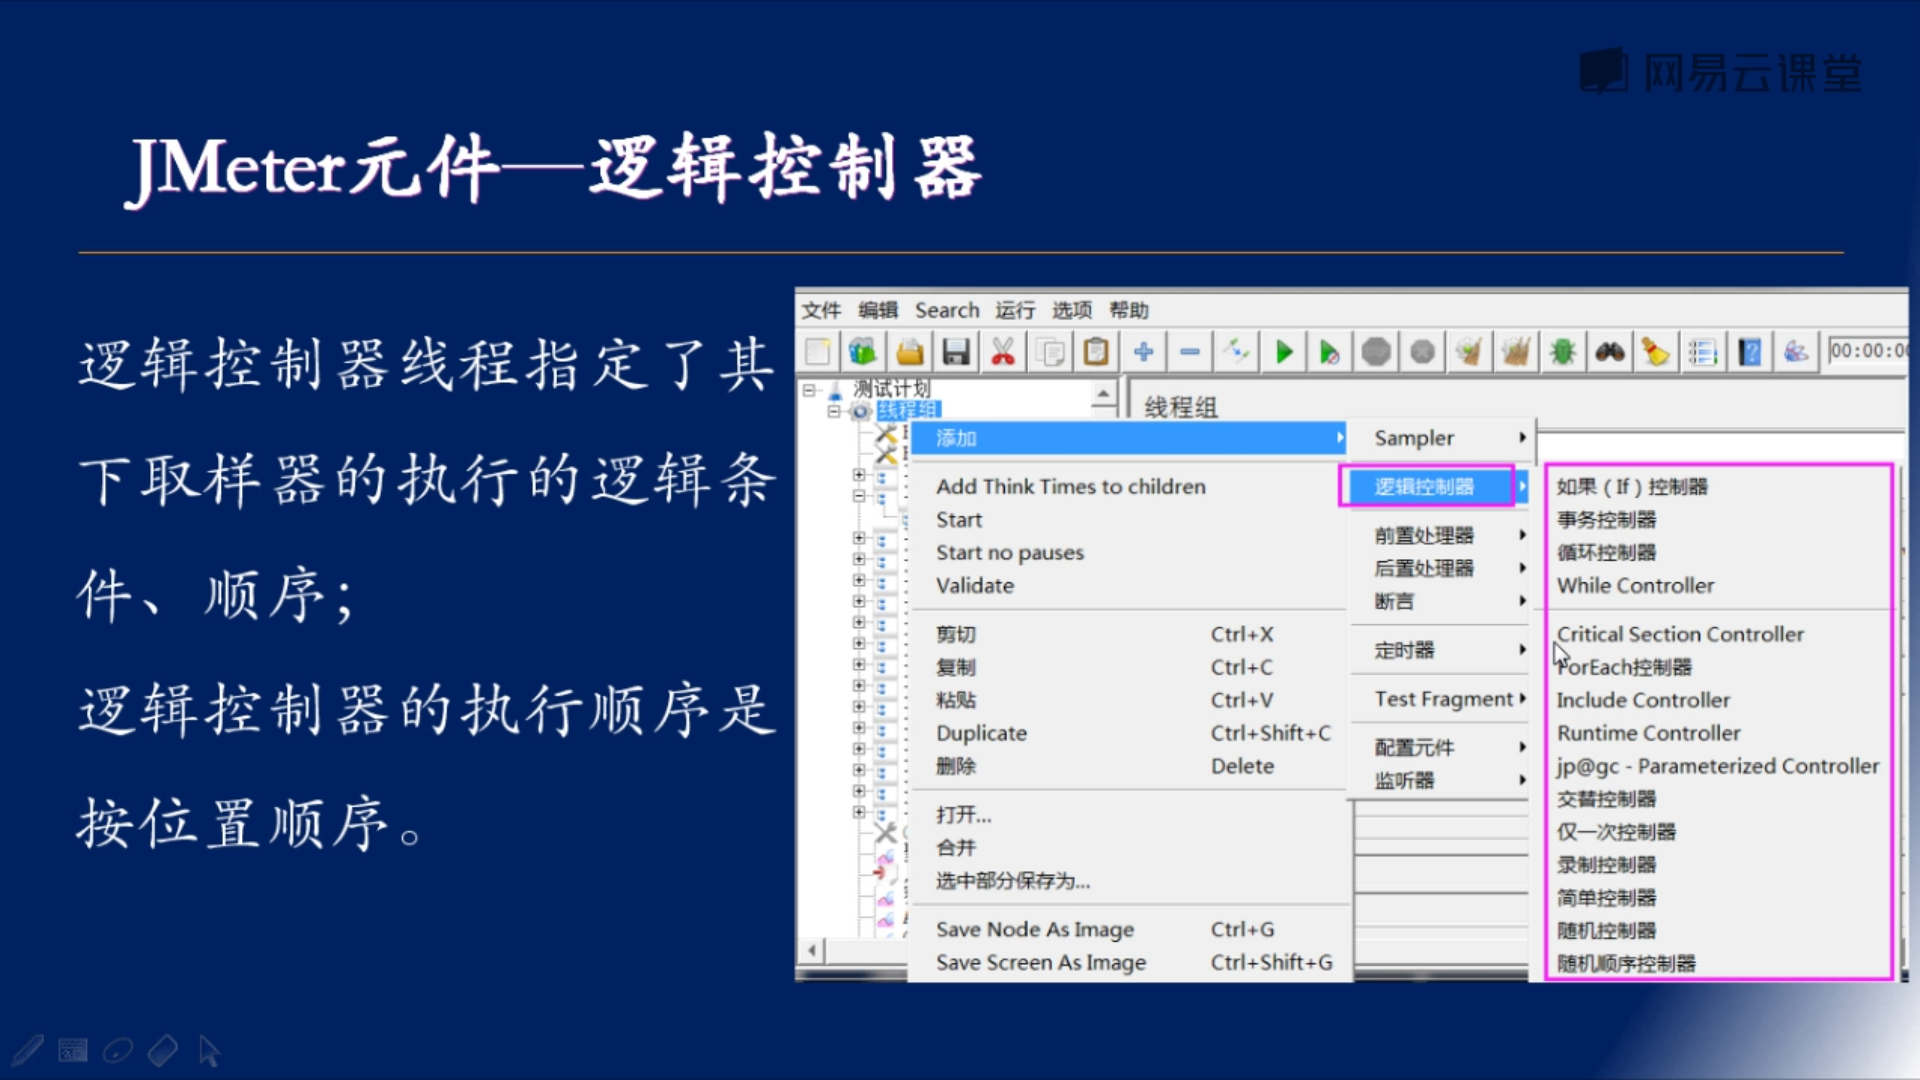 网易云课堂
JMeter元件—逻辑控制器
逻辑控制器线程指定了其
下取样器的执行的逻辑条
件、顺序；
逻辑控制器的执行顺序是
按位置顺序。
文件 编辑 Search 运行 选项 帮助
00:00:0
测试计划
线程组
线程组
添加
Add Think Times to children
Start
Start no pauses
Validate
剪切 Ctrl+X
复制 Ctrl+C
粘贴 Ctrl+V
Duplicate Ctrl+Shift+C
删除 Delete
打开...
合并
选中部分保存为...
Save Node As Image Ctrl+G
Save Screen As Image Ctrl+Shift+G
Sampler
逻辑控制器
前置处理器
后置处理器
断言
定时器
Test Fragment
配置元件
监听器
如果（If）控制器
事务控制器
循环控制器
While Controller
Critical Section Controller
ForEach控制器
Include Controller
Runtime Controller
jp@gc - Parameterized Controller
交替控制器
仅一次控制器
录制控制器
简单控制器
随机控制器
随机顺序控制器